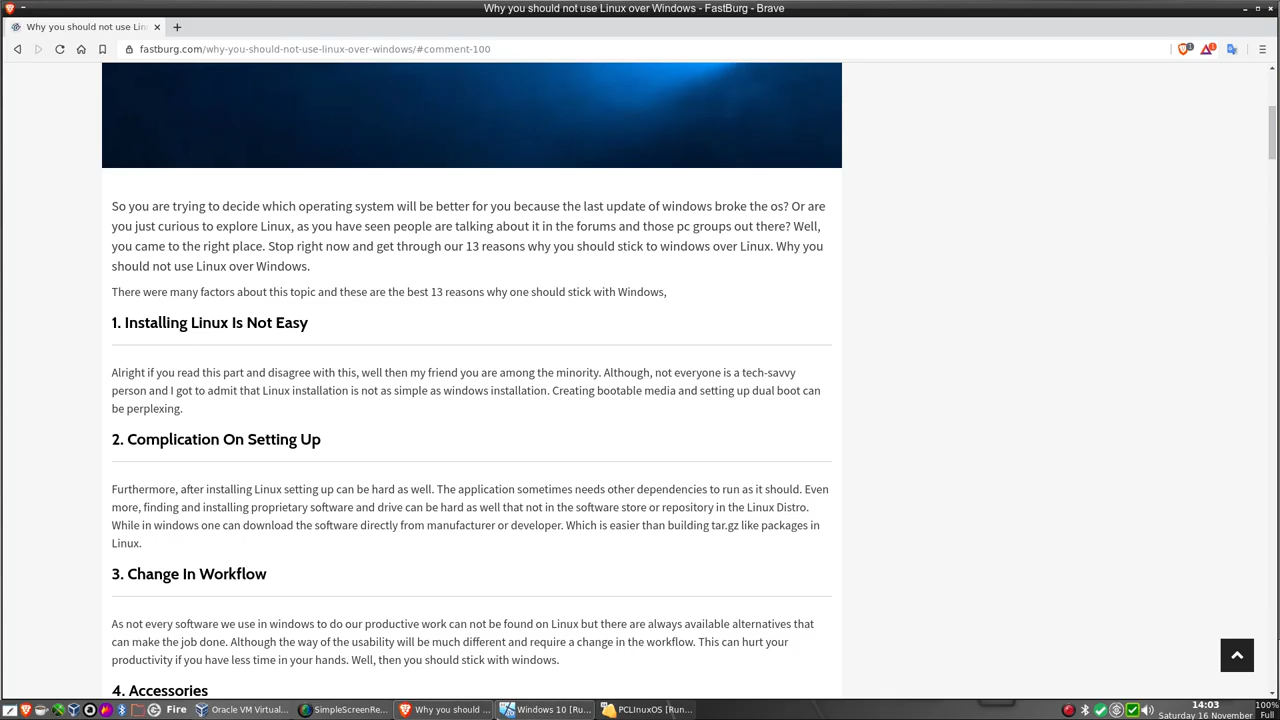 Why you should not use Linux over Windows - FastBurg - Brave
Why you should not use Lin
fastburg.com/why-you-should-not-use-linux-over-windows/#comment-100
1
1
So you are trying to decide which operating system will be better for you because the last update of windows broke the os? Or are
you just curious to explore Linux, as you have seen people are talking about it in the forums and those pc groups out there? Well,
you came to the right place. Stop right now and get through our 13 reasons why you should stick to windows over Linux. Why you
should not use Linux over Windows.
There were many factors about this topic and these are the best 13 reasons why one should stick with Windows,
1. Installing Linux Is Not Easy
Alright if you read this part and disagree with this, well then my friend you are among the minority. Although, not everyone is a tech-savvy
person and I got to admit that Linux installation is not as simple as windows installation. Creating bootable media and setting up dual boot can
be perplexing.
2. Complication On Setting Up
Furthermore, after installing Linux setting up can be hard as well. The application sometimes needs other dependencies to run as it should. Even
more, finding and installing proprietary software and drive can be hard as well that not in the software store or repository in the Linux Distro.
While in windows one can download the software directly from manufacturer or developer. Which is easier than building tar.gz like packages in
Linux.
3. Change In Workflow
As not every software we use in windows to do our productive work can not be found on Linux but there are always available alternatives that
can make the job done. Although the way of the usability will be much different and require a change in the workflow. This can hurt your
productivity if you have less time in your hands. Well, then you should stick with windows.
4. Accessories
Fire
Oracle VM Virtual...
SimpleScreenRe...
Why you should ...
Windows 10 [Ru...
PCLInuxOS [Run...
14:03
Saturday 16 November
100%
Full